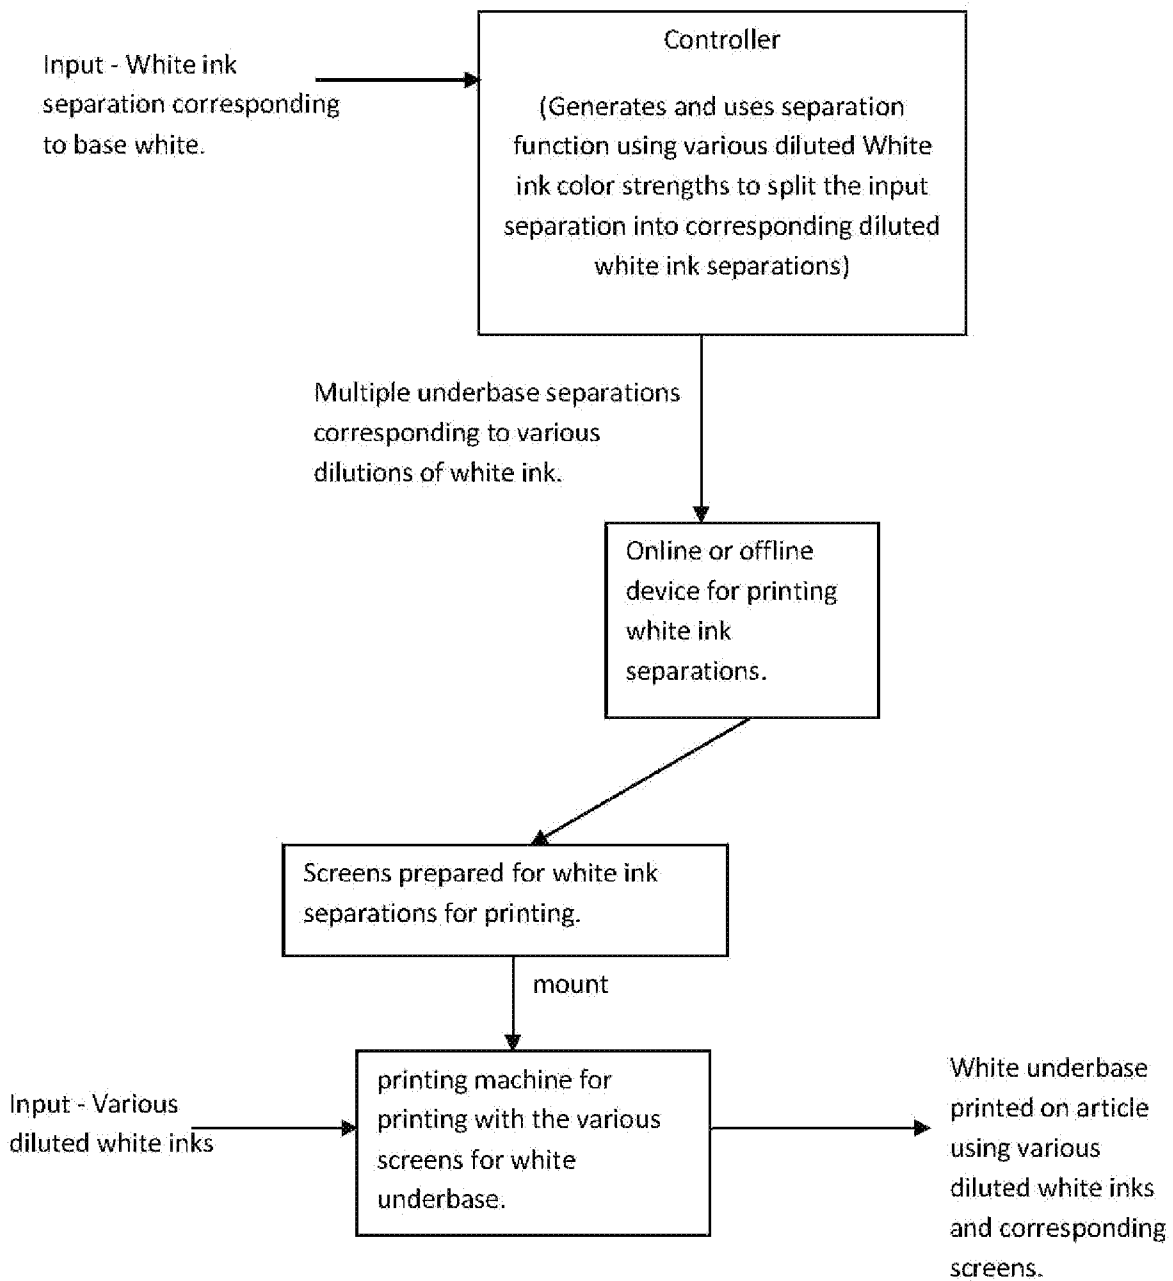 Input - White ink
separation corresponding
to base white.
Controller
(Generates and uses separation
function using various diluted White
ink color strengths to split the input
separation into corresponding diluted
white ink separations)
Multiple underbase separations
corresponding to various
dilutions of white ink.
Online or offline
device for printing
white ink
separations.
Screens prepared for white ink
separations for printing.
mount
Input - Various
diluted white inks
printing machine for
printing with the various
screens for white
underbase.
White underbase
printed on article
using various
diluted white inks
and corresponding
screens.